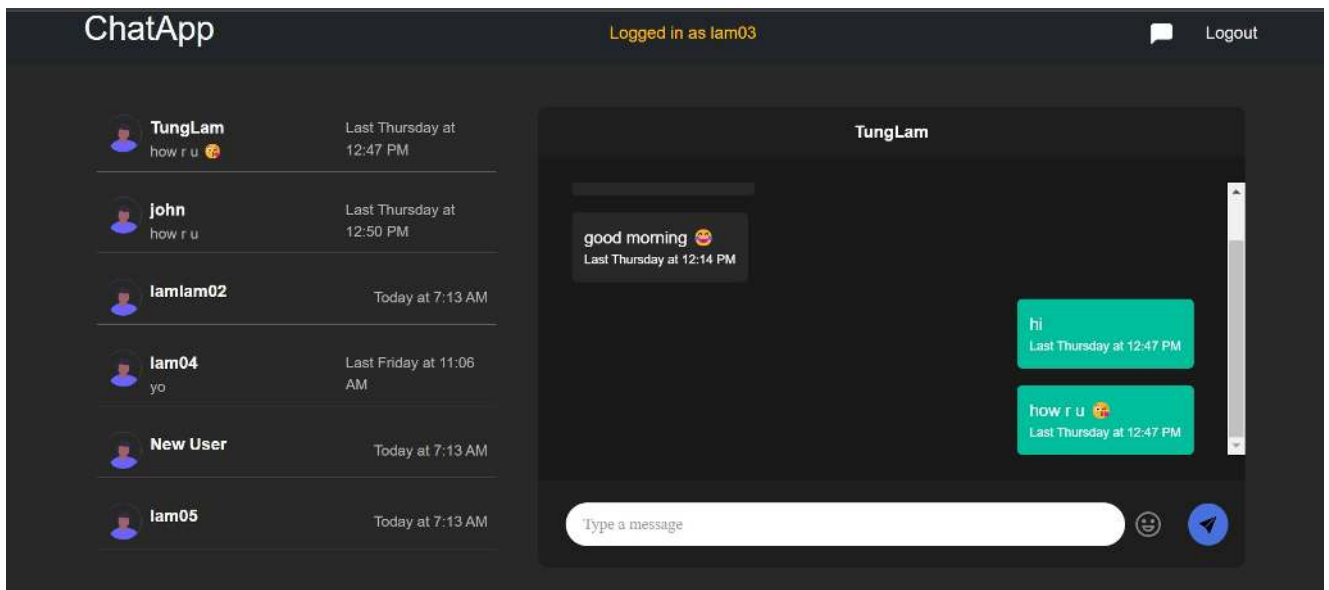 ChatApp
Logged in as lam03
Logout
TungLam
how r u 😘
Last Thursday at
12:47 PM
john
how r u
Last Thursday at
12:50 PM
lamlam02
Today at 7:13 AM
lam04
yo
Last Friday at 11:06
AM
New User
Today at 7:13 AM
lam05
Today at 7:13 AM
TungLam
good morning 😂
Last Thursday at 12:14 PM
hi
Last Thursday at 12:47 PM
how r u 😘
Last Thursday at 12:47 PM
Type a message